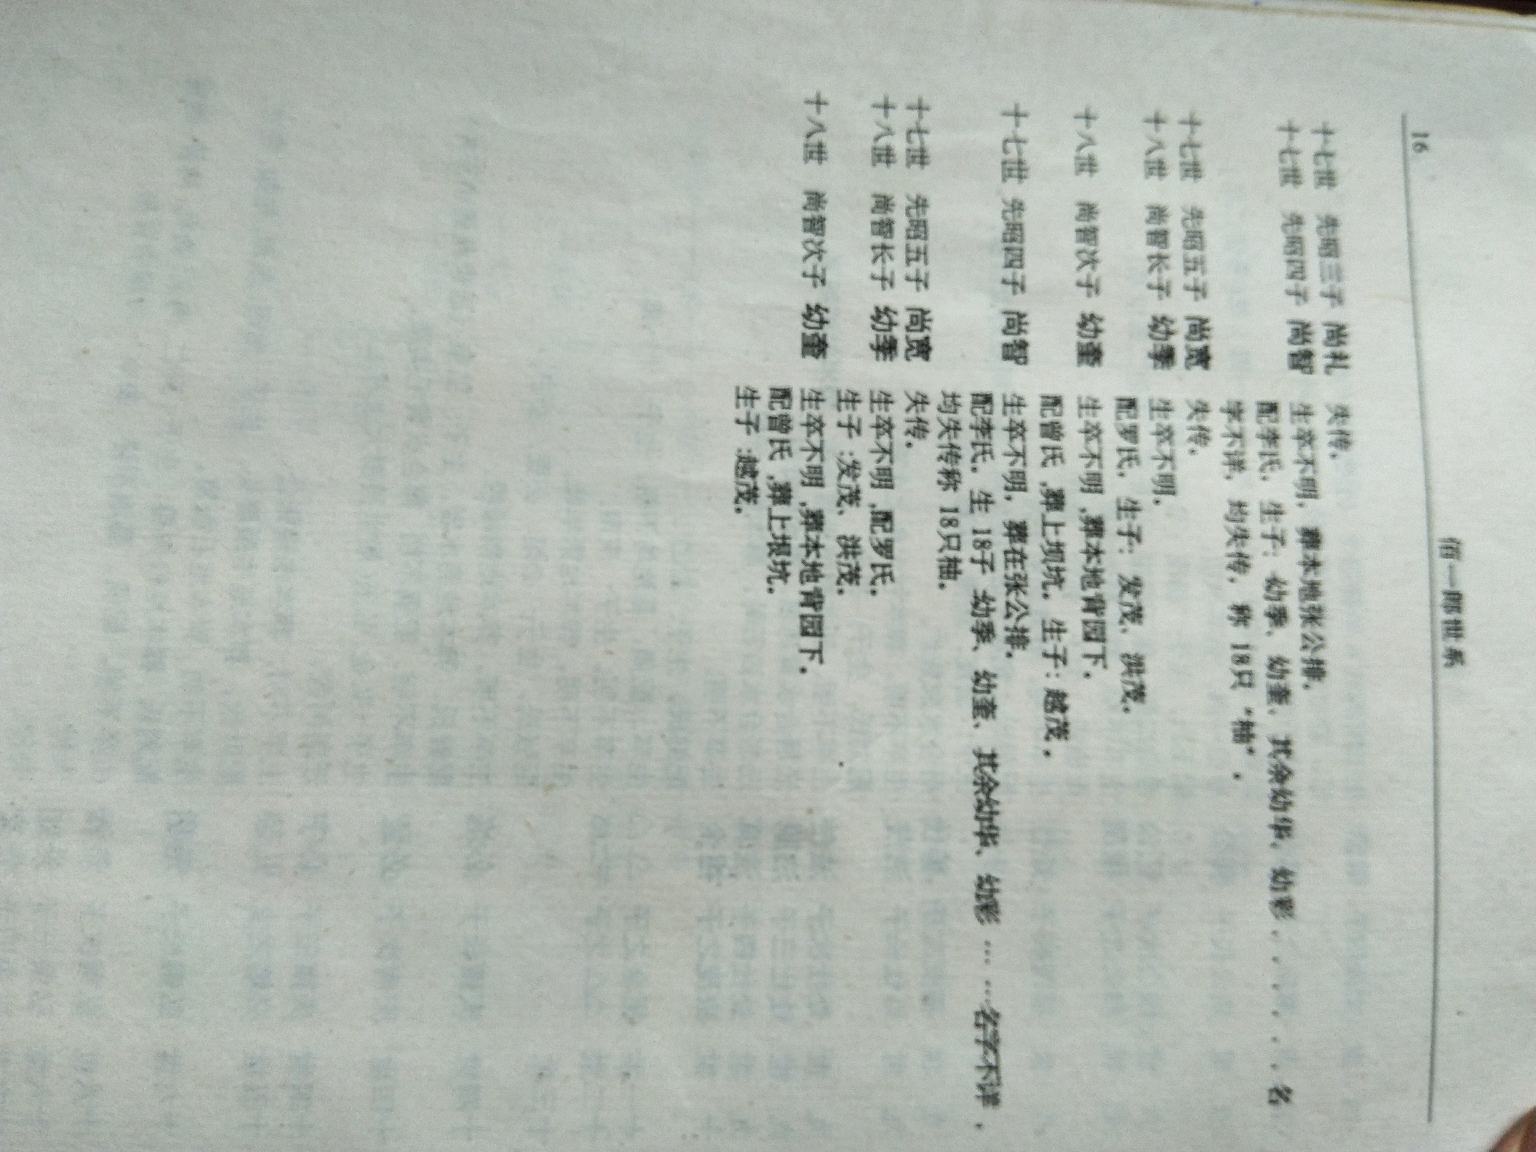 16
佰一郎世系
十七世 先昭三子 尚礼 失传。
十七世 先昭四子 尚智 生卒不明，葬本地张公排。
配李氏，生子：幼季、幼奎、其余幼华、幼彩......名
字不详，均失传，称18只“柚”.
十七世 先昭五子 尚宽 失传。
十八世 尚智长子 幼季 生卒不明，
配罗氏，生子：发茂、洪茂。
十八世 尚智次子 幼奎 生卒不明,葬本地背园下。
配曾氏,葬上坝坑。生子：越茂。
十七世 先昭四子 尚智 生卒不明，葬在张公排。
配李氏。生18子 幼季、幼奎、其余幼华、幼彩……名字不详，
均失传称18只柚。
十七世 先昭五子 尚宽 失传。
十八世 尚智长子 幼季 生卒不明,配罗氏。
生子:发茂、洪茂。
十八世 尚智次子 幼奎 生卒不明,葬本地背园下。
配曾氏,葬上垠坑。
生子:越茂。